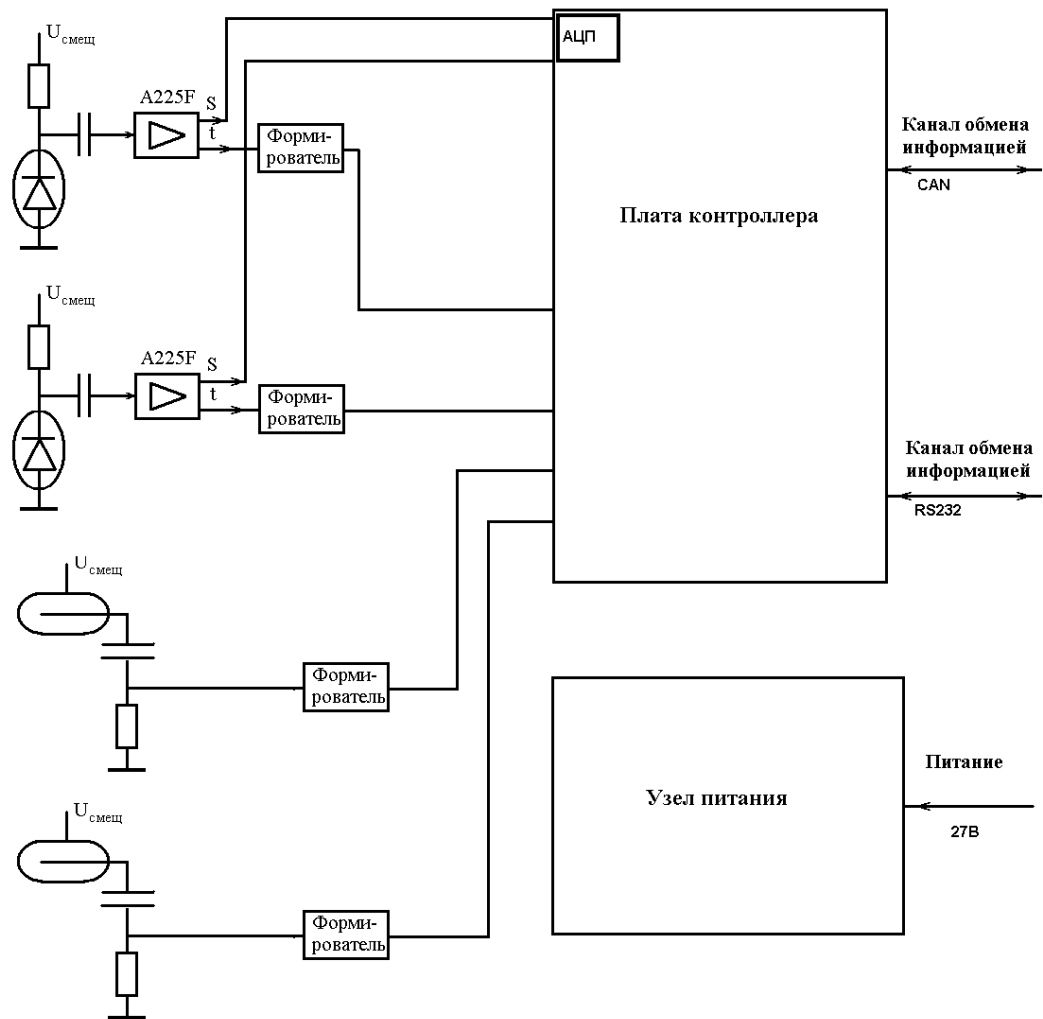 Uсмещ
A225F
S
t
Форми-
рователь
АЦП
Плата контроллера
Канал обмена
информацией
CAN
Uсмещ
A225F
S
t
Форми-
рователь
Канал обмена
информацией
RS232
Uсмещ
Форми-
рователь
Узел питания
Питание
27В
Uсмещ
Форми-
рователь